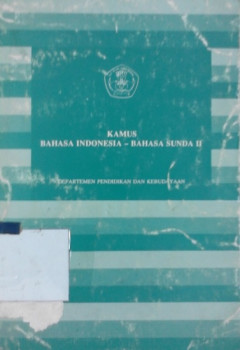 KAMUS
BAHASA INDONESIA – BAHASA SUNDA II
DEPARTEMEN PENDIDIKAN DAN KEBUDAYAAN